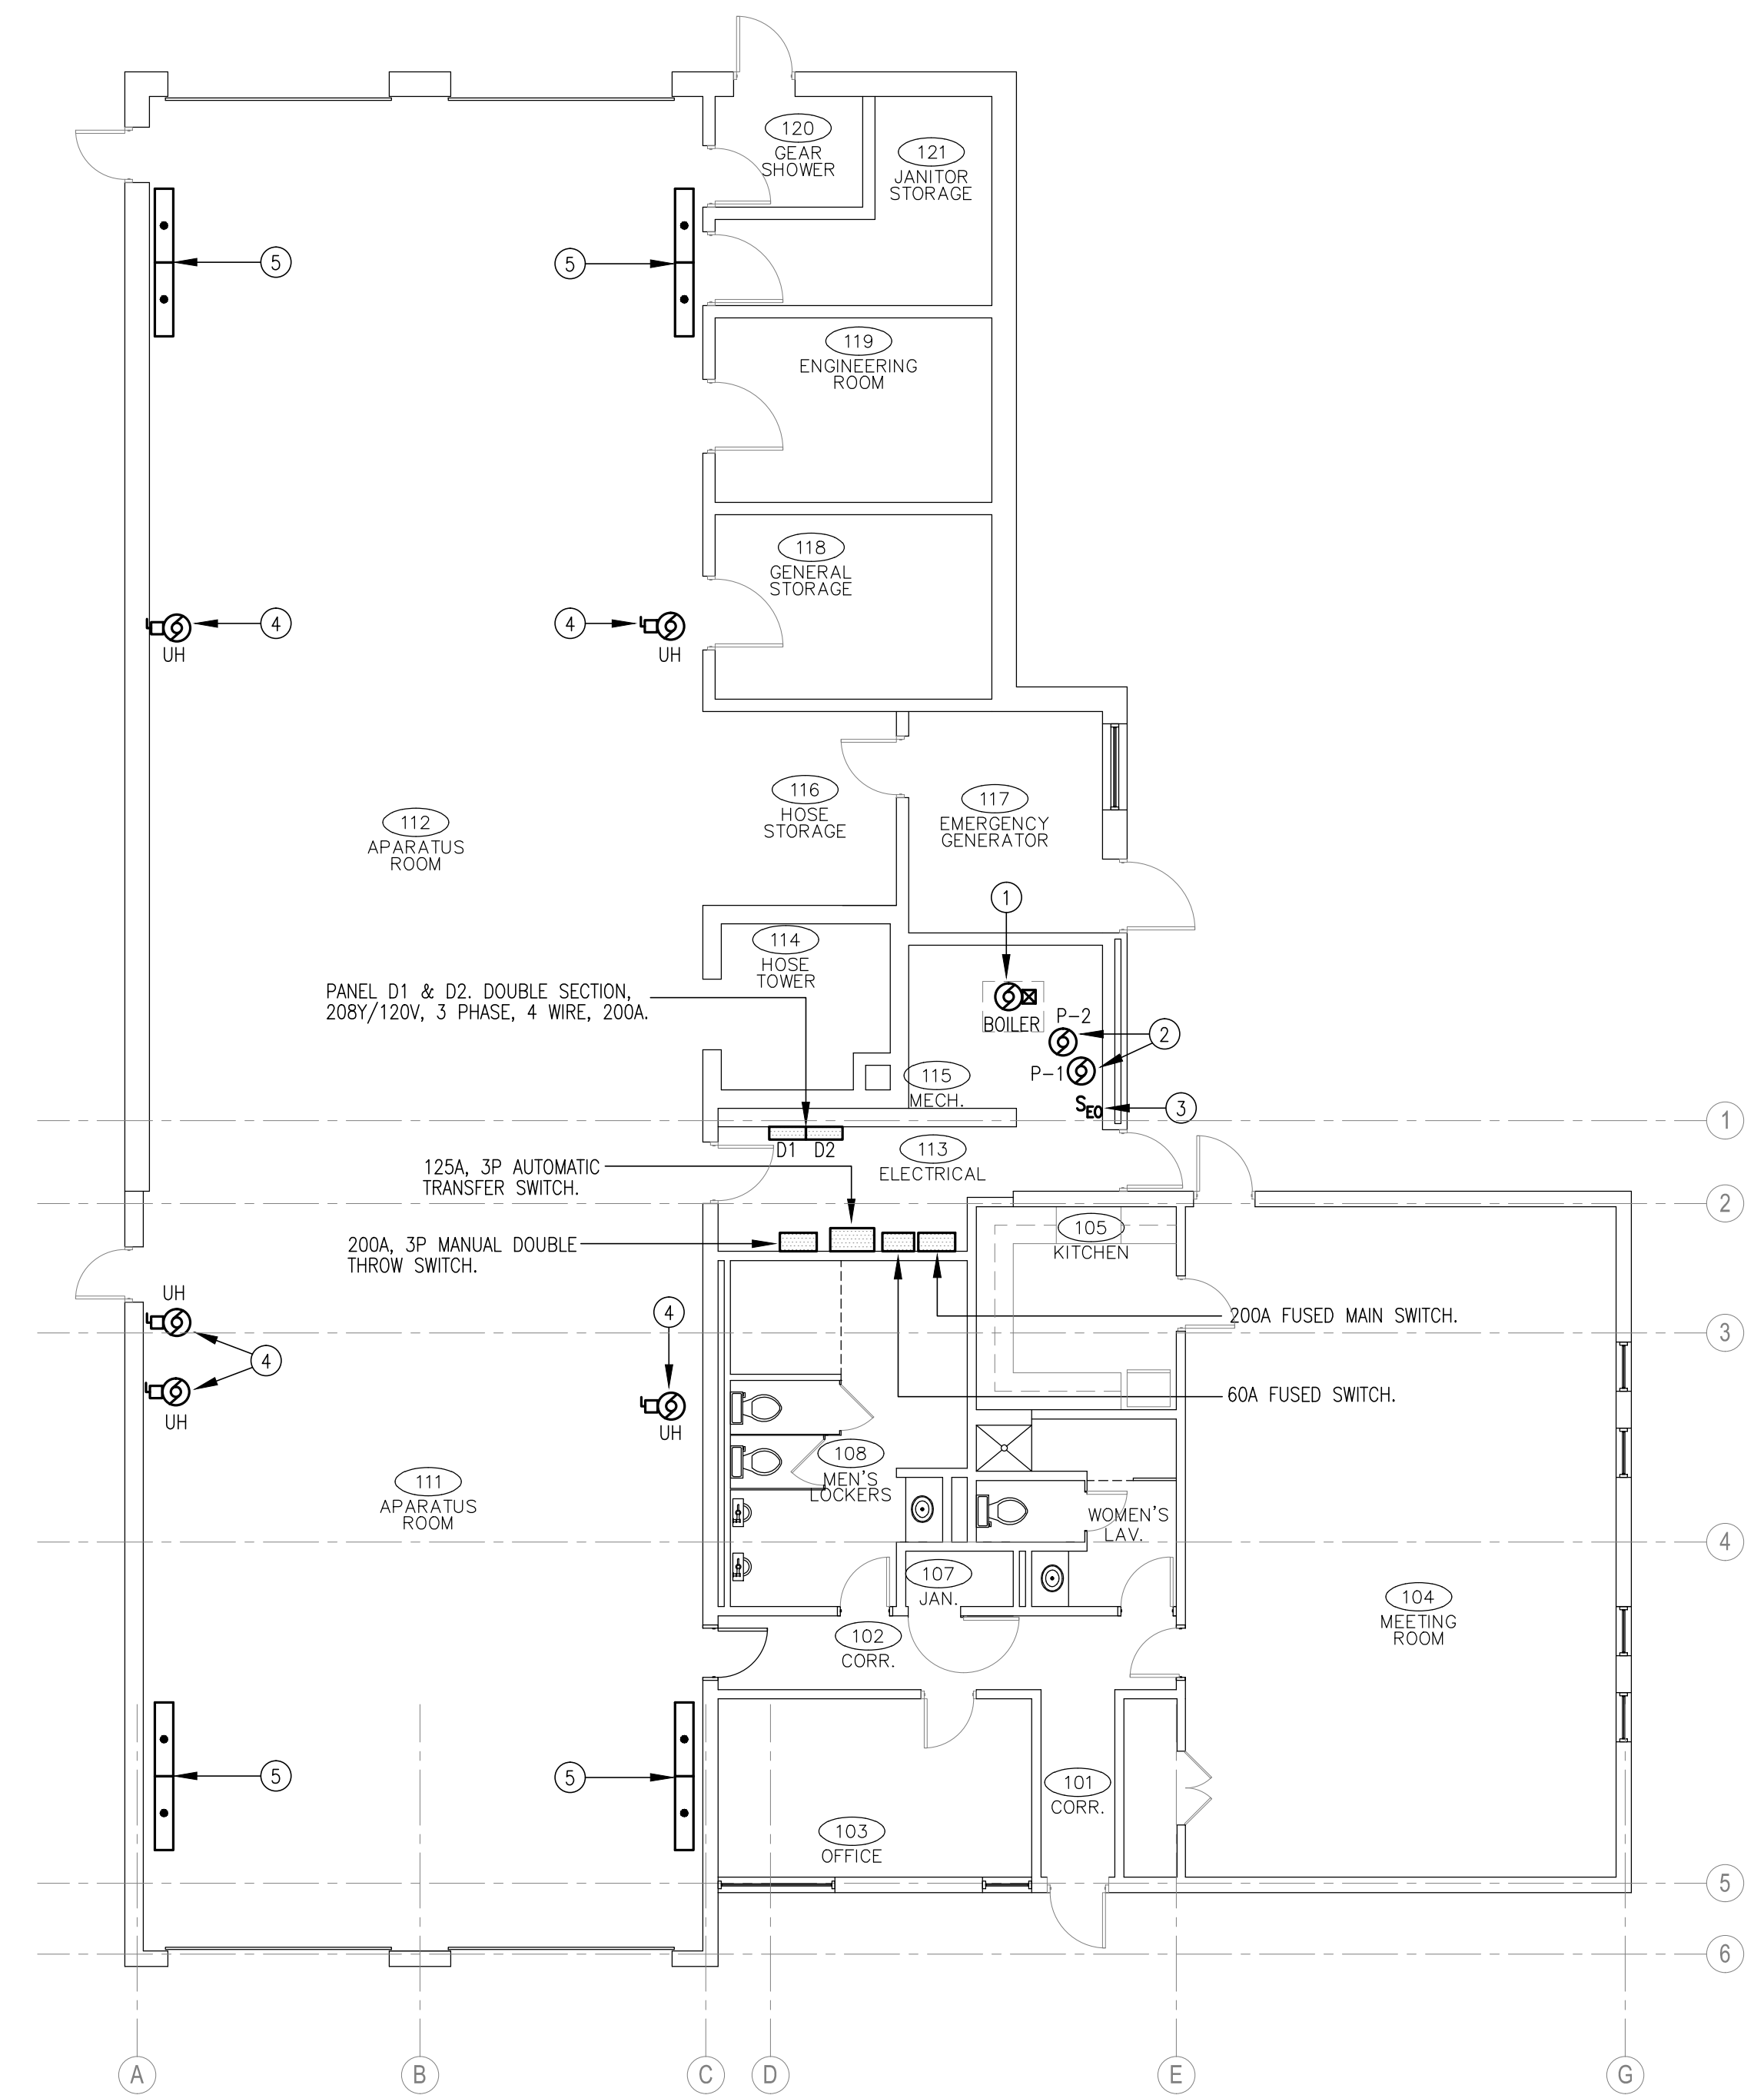 120
GEAR
SHOWER
121
JANITOR
STORAGE
5
5
119
ENGINEERING
ROOM
118
GENERAL
STORAGE
4
UH
4
UH
116
HOSE
STORAGE
117
EMERGENCY
GENERATOR
112
APARATUS
ROOM
1
114
HOSE
TOWER
PANEL D1 & D2. DOUBLE SECTION,
208Y/120V, 3 PHASE, 4 WIRE, 200A.
BOILER
P-2
2
P-1
115
MECH.
SEO
3
1
D1
D2
113
ELECTRICAL
125A, 3P AUTOMATIC
TRANSFER SWITCH.
2
105
KITCHEN
200A, 3P MANUAL DOUBLE
THROW SWITCH.
UH
4
200A FUSED MAIN SWITCH.
3
4
UH
60A FUSED SWITCH.
UH
108
MEN'S
LOCKERS
111
APARATUS
ROOM
WOMEN'S
LAV.
4
107
JAN.
104
MEETING
ROOM
102
CORR.
5
5
101
CORR.
103
OFFICE
5
6
A
B
C
D
E
G